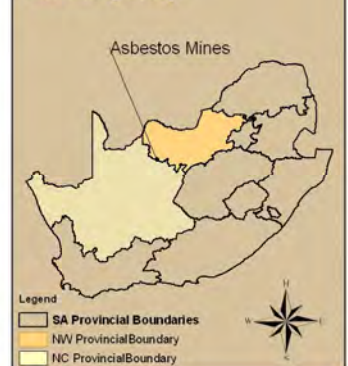 Asbestos Mines
Legend
SA Provincial Boundaries
NW ProvincialBoundary
NC ProvincialBoundary